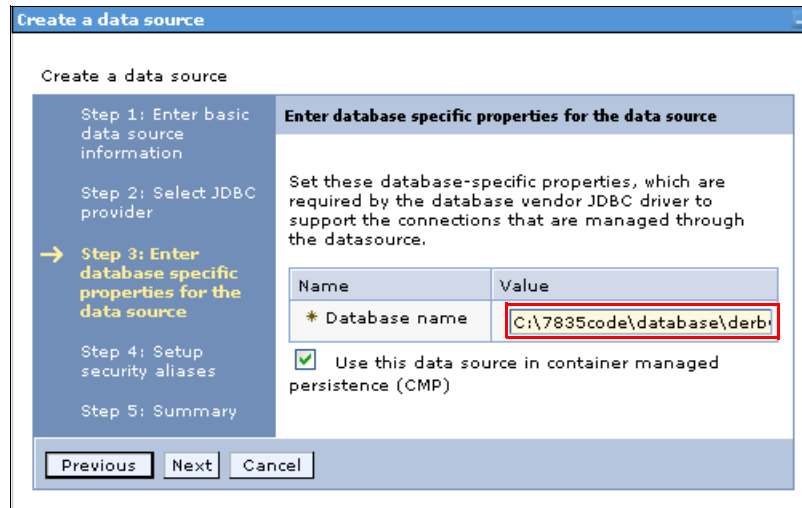 Create a data source
Create a data source
Step 1: Enter basic
data source
information
Step 2: Select JDBC
provider
Step 3: Enter
database specific
properties for the
data source
Step 4: Setup
security aliases
Step 5: Summary
Enter database specific properties for the data source
Set these database-specific properties, which are
required by the database vendor JDBC driver to
support the connections that are managed through
the datasource.
Name Value
* Database name C:\7835code\database\derb
Use this data source in container managed
persistence (CMP)
Previous Next Cancel